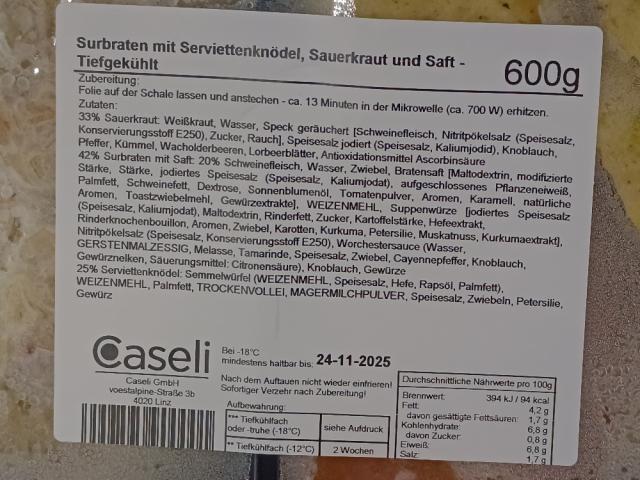 Surbraten mit Serviettenknödel, Sauerkraut und Saft -
Tiefgekühlt
600g
Zubereitung:
Folie auf der Schale lassen und anstechen - ca. 13 Minuten in der Mikrowelle (ca. 700 W) erhitzen.
Zutaten:
33% Sauerkraut: Weißkraut, Wasser, Speck geräuchert [Schweinefleisch, Nitritpökelsalz (Speisesalz,
Konservierungsstoff E250), Zucker, Rauch], Speisesalz jodiert (Speisesalz, Kaliumjodid), Knoblauch,
Pfeffer, Kümmel, Wacholderbeeren, Lorbeerblätter, Antioxidationsmittel Ascorbinsäure
42% Surbraten mit Saft: 20% Schweinefleisch, Wasser, Zwiebel, Bratensaft [Maltodextrin, modifizierte
Stärke, Stärke, jodiertes Speisesalz (Speisesalz, Kaliumjodat), aufgeschlossenes Pflanzeneiweiß,
Palmfett, Schweinefett, Dextrose, Sonnenblumenöl, Tomatenpulver, Aromen, Karamell, natürliche
Aromen, Toastzwiebelmehl, Gewürzextrakte], WEIZENMEHL, Suppenwürze [jodiertes Speisesalz
(Speisesalz, Kaliumjodat), Maltodextrin, Rinderfett, Zucker, Kartoffelstärke, Hefeextrakt,
Rinderknochenbouillon, Aromen, Zwiebel, Karotten, Kurkuma, Petersilie, Muskatnuss, Kurkumaextrakt],
Nitritpökelsalz (Speisesalz, Konservierungsstoff E250), Worchestersauce (Wasser,
GERSTENMALZESSIG, Melasse, Tamarinde, Speisesalz, Zwiebel, Cayennepfeffer, Knoblauch,
Gewürznelken, Säuerungsmittel: Citronensäure), Knoblauch, Gewürze
25% Serviettenknödel: Semmelwürfel (WEIZENMEHL, Speisesalz, Hefe, Rapsöl, Palmfett),
WEIZENMEHL, Palmfett, TROCKENVOLLEI, MAGERMILCHPULVER, Speisesalz, Zwiebeln, Petersilie,
Gewürz
Caseli
Caseli GmbH
voestalpine-Straße 3b
4020 Linz
Bei -18°C
mindestens haltbar bis: 24-11-2025
Nach dem Auftauen nicht wieder einfrieren!
Sofortiger Verzehr nach Zubereitung!
Aufbewahrung:
*** Tiefkühlfach
oder -truhe (-18°C) siehe Aufdruck
** Tiefkühlfach (-12°C) 2 Wochen
Durchschnittliche Nährwerte pro 100g
Brennwert: 394 kJ / 94 kcal
Fett: 4,2 g
davon gesättigte Fettsäuren: 1,7 g
Kohlenhydrate: 6,8 g
davon Zucker: 0,8 g
Eiweiß: 6,8 g
Salz: 1,7 g